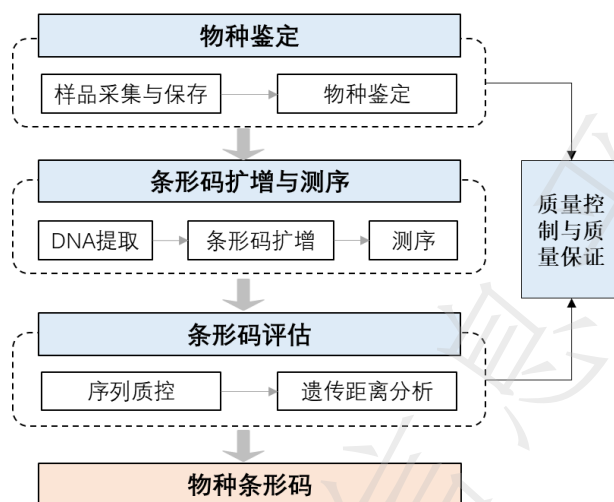 物种鉴定
样品采集与保存
物种鉴定
条形码扩增与测序
DNA提取
条形码扩增
测序
质量控
制与质
量保证
条形码评估
序列质控
遗传距离分析
物种条形码